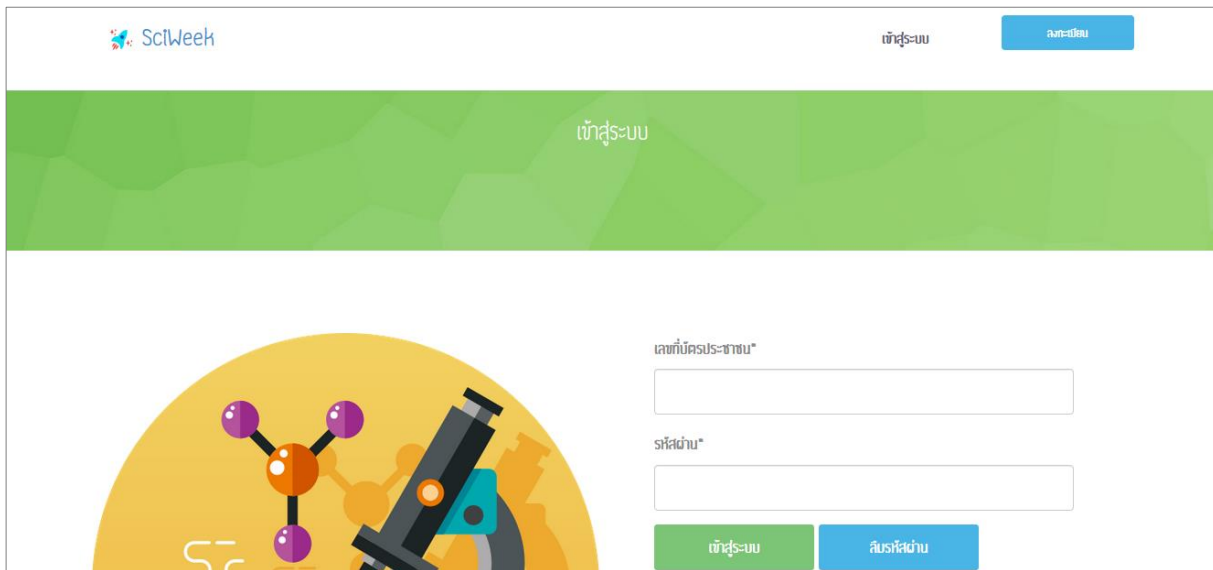 SciWeek
เข้าสู่ระบบ ลงทะเบียน
เข้าสู่ระบบ
เลขที่บัตรประชาชน*
รหัสผ่าน*
เข้าสู่ระบบ ลืมรหัสผ่าน